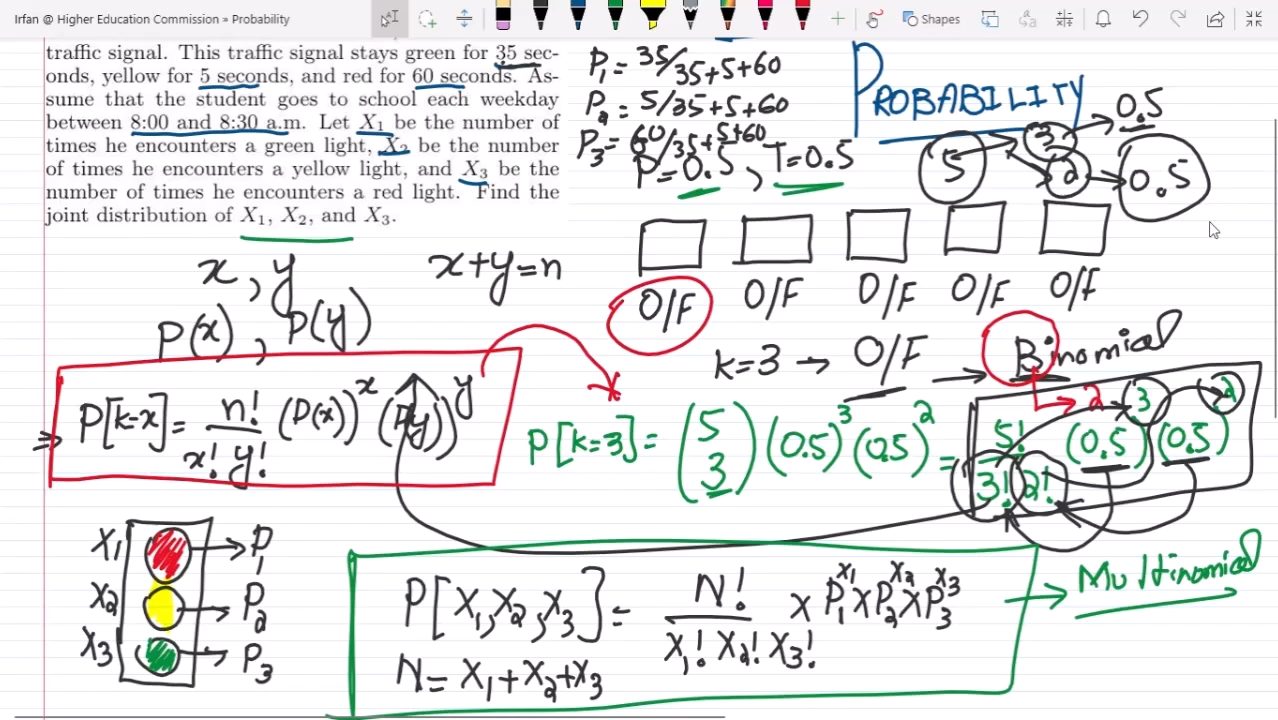 Irfan @ Higher Education Commission » Probability
Shapes
traffic signal. This traffic signal stays green for 35 sec-
onds, yellow for 5 seconds, and red for 60 seconds. As-
sume that the student goes to school each weekday
between 8:00 and 8:30 a.m. Let X₁ be the number of
times he encounters a green light, X₂ be the number
of times he encounters a yellow light, and X₃ be the
number of times he encounters a red light. Find the
joint distribution of X₁, X₂, and X₃.
P₁ = 35/35+5+60
P₂ = 5/35+5+60
P₃ = 60/35+5+60
P=0.5, T=0.5
PROBABILITY
5 3 0.5
2 0.5
O/F O/F O/F O/F O/F
k=3 → O/F → Binomial
x, y x+y=n
P(x), P(y)
⇒ P[k=x] = n!/x! y! (P(x))^x (P(y))^y
2
P[k=3] = (5 3) (0.5)³ (0.5)² = 5!/3! 2! (0.5)³ (0.5)²
X₁ → P₁
X₂ → P₂
X₃ → P₃
P[X₁, X₂, X₃] = N!/X₁! X₂! X₃! × P₁^X₁ × P₂^X₂ × P₃^X₃ → Multinomial
N = X₁+X₂+X₃